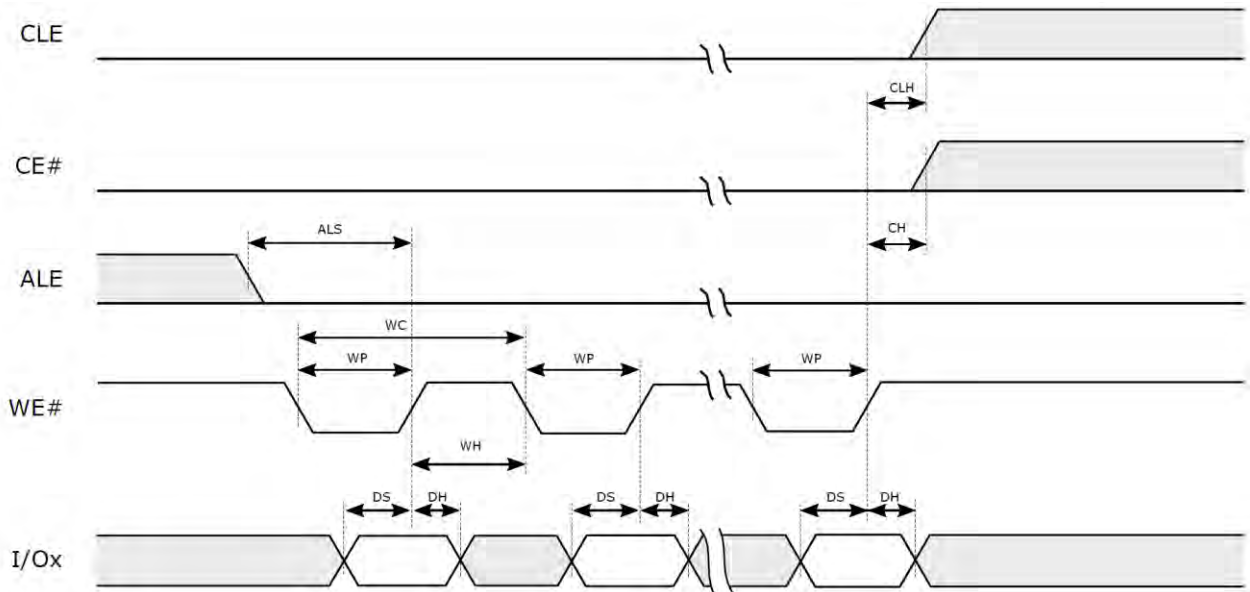 CLE
CLH
CE#
CH
ALS
ALE
WC
WP WP WP
WE#
WH
DS DH DS DH DS DH
I/Ox